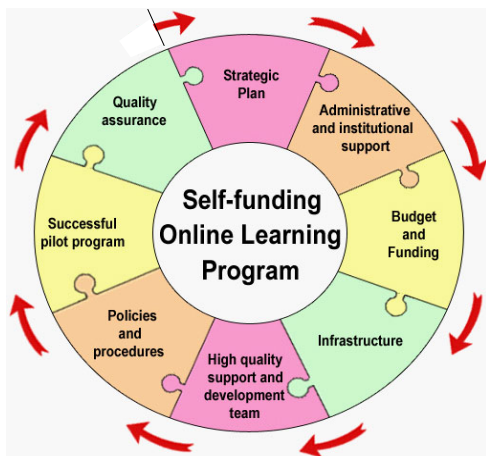 Strategic
Plan
Administrative
and institutional
support
Budget
and
Funding
Infrastructure
High quality
support and
development
team
Policies
and
procedures
Successful
pilot program
Quality
assurance
Self-funding
Online Learning
Program